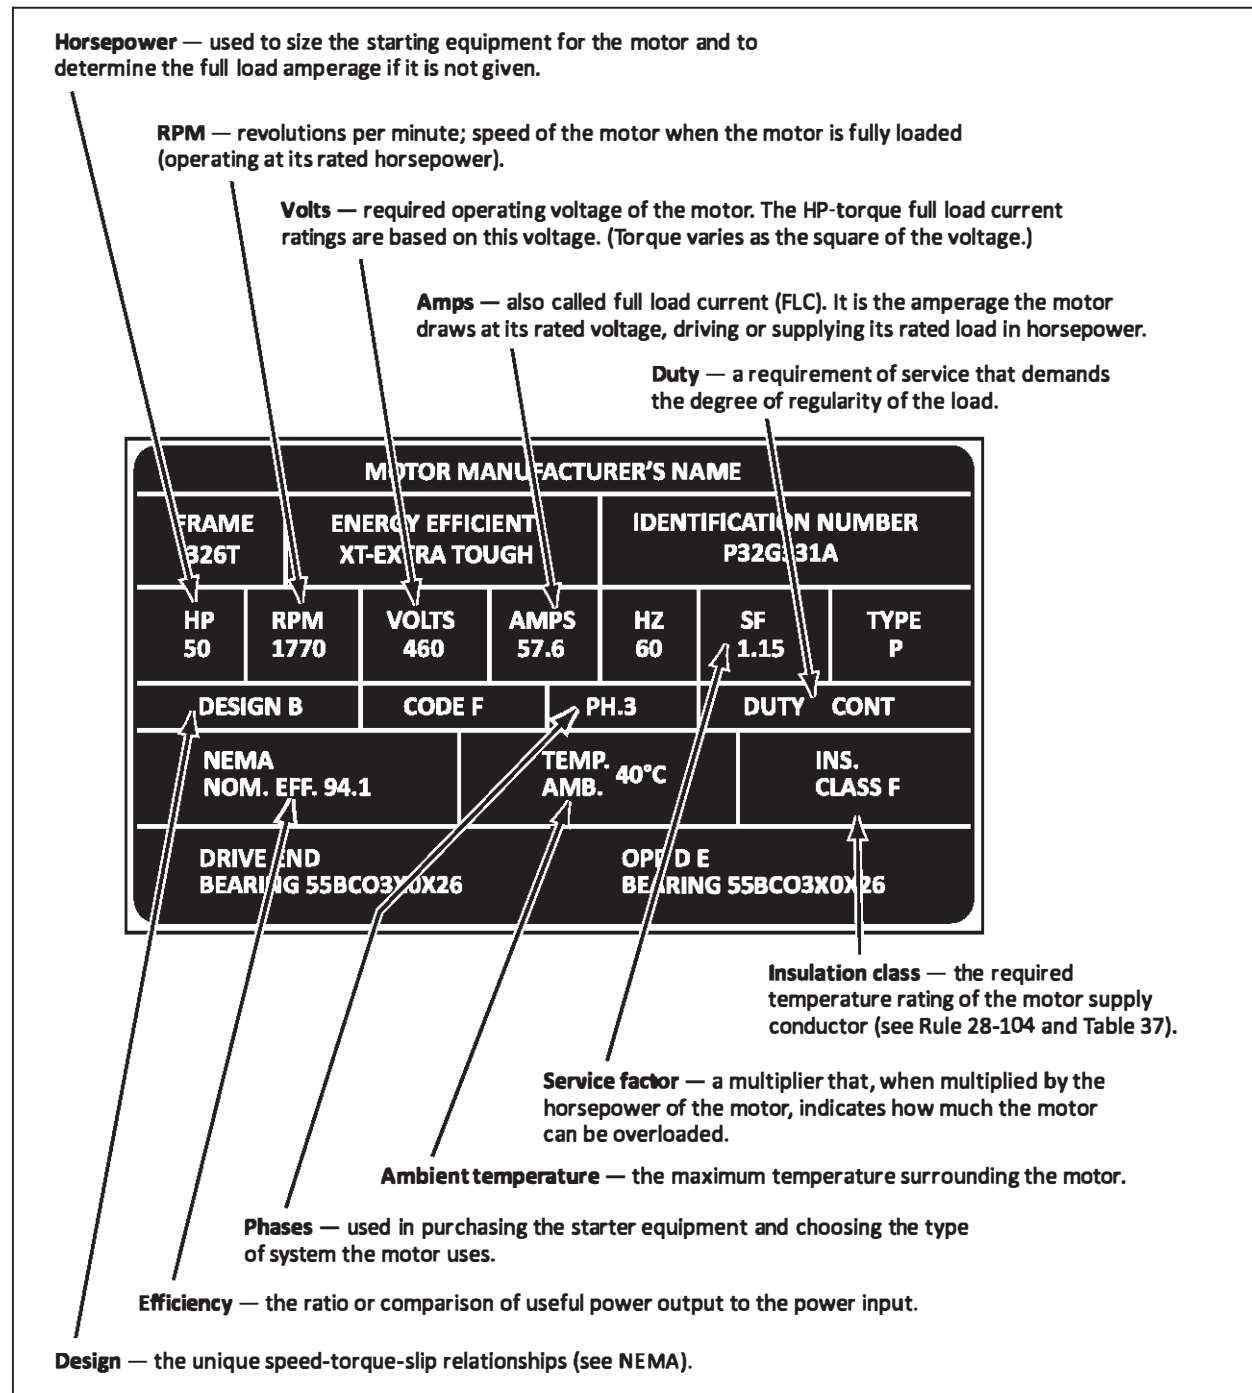 Horsepower — used to size the starting equipment for the motor and to
determine the full load amperage if it is not given.
RPM — revolutions per minute; speed of the motor when the motor is fully loaded
(operating at its rated horsepower).
Volts — required operating voltage of the motor. The HP-torque full load current
ratings are based on this voltage. (Torque varies as the square of the voltage.)
Amps — also called full load current (FLC). It is the amperage the motor
draws at its rated voltage, driving or supplying its rated load in horsepower.
Duty — a requirement of service that demands
the degree of regularity of the load.
MOTOR MANUFACTURER'S NAME
FRAME
326T
ENERGY EFFICIENT
XT-EXTRA TOUGH
IDENTIFICATION NUMBER
P32G331A
HP
50
RPM
1770
VOLTS
460
AMPS
57.6
HZ
60
SF
1.15
TYPE
P
DESIGN B
CODE F
PH.3
DUTY CONT
NEMA
NOM. EFF. 94.1
TEMP.
AMB. 40°C
INS.
CLASS F
DRIVE END
BEARING 55BCO3X0X26
OPP D E
BEARING 55BCO3X0X26
Insulation class — the required
temperature rating of the motor supply
conductor (see Rule 28-104 and Table 37).
Service factor — a multiplier that, when multiplied by the
horsepower of the motor, indicates how much the motor
can be overloaded.
Ambient temperature — the maximum temperature surrounding the motor.
Phases — used in purchasing the starter equipment and choosing the type
of system the motor uses.
Efficiency — the ratio or comparison of useful power output to the power input.
Design — the unique speed-torque-slip relationships (see NEMA).